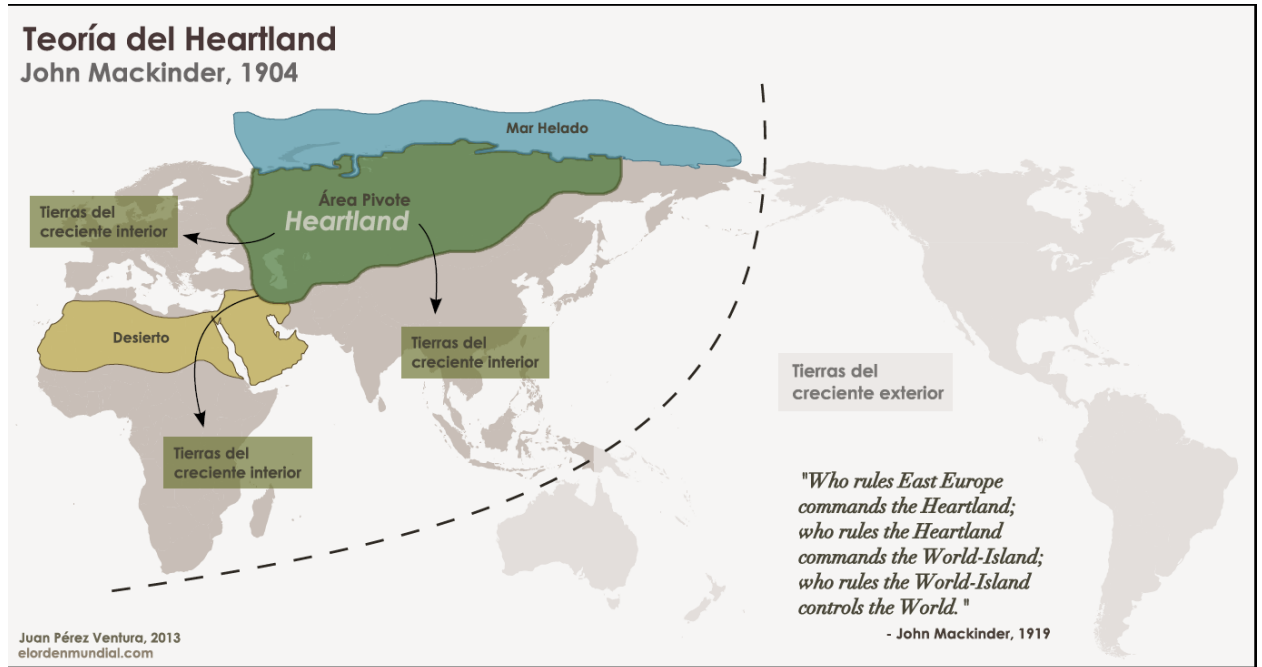 Teoría del Heartland
John Mackinder, 1904
Mar Helado
Área Pivote
Heartland
Tierras del
creciente interior
Desierto
Tierras del
creciente interior
Tierras del
creciente exterior
Tierras del
creciente interior
"Who rules East Europe
commands the Heartland;
who rules the Heartland
commands the World-Island;
who rules the World-Island
controls the World."
- John Mackinder, 1919
Juan Pérez Ventura, 2013
elordenmundial.com